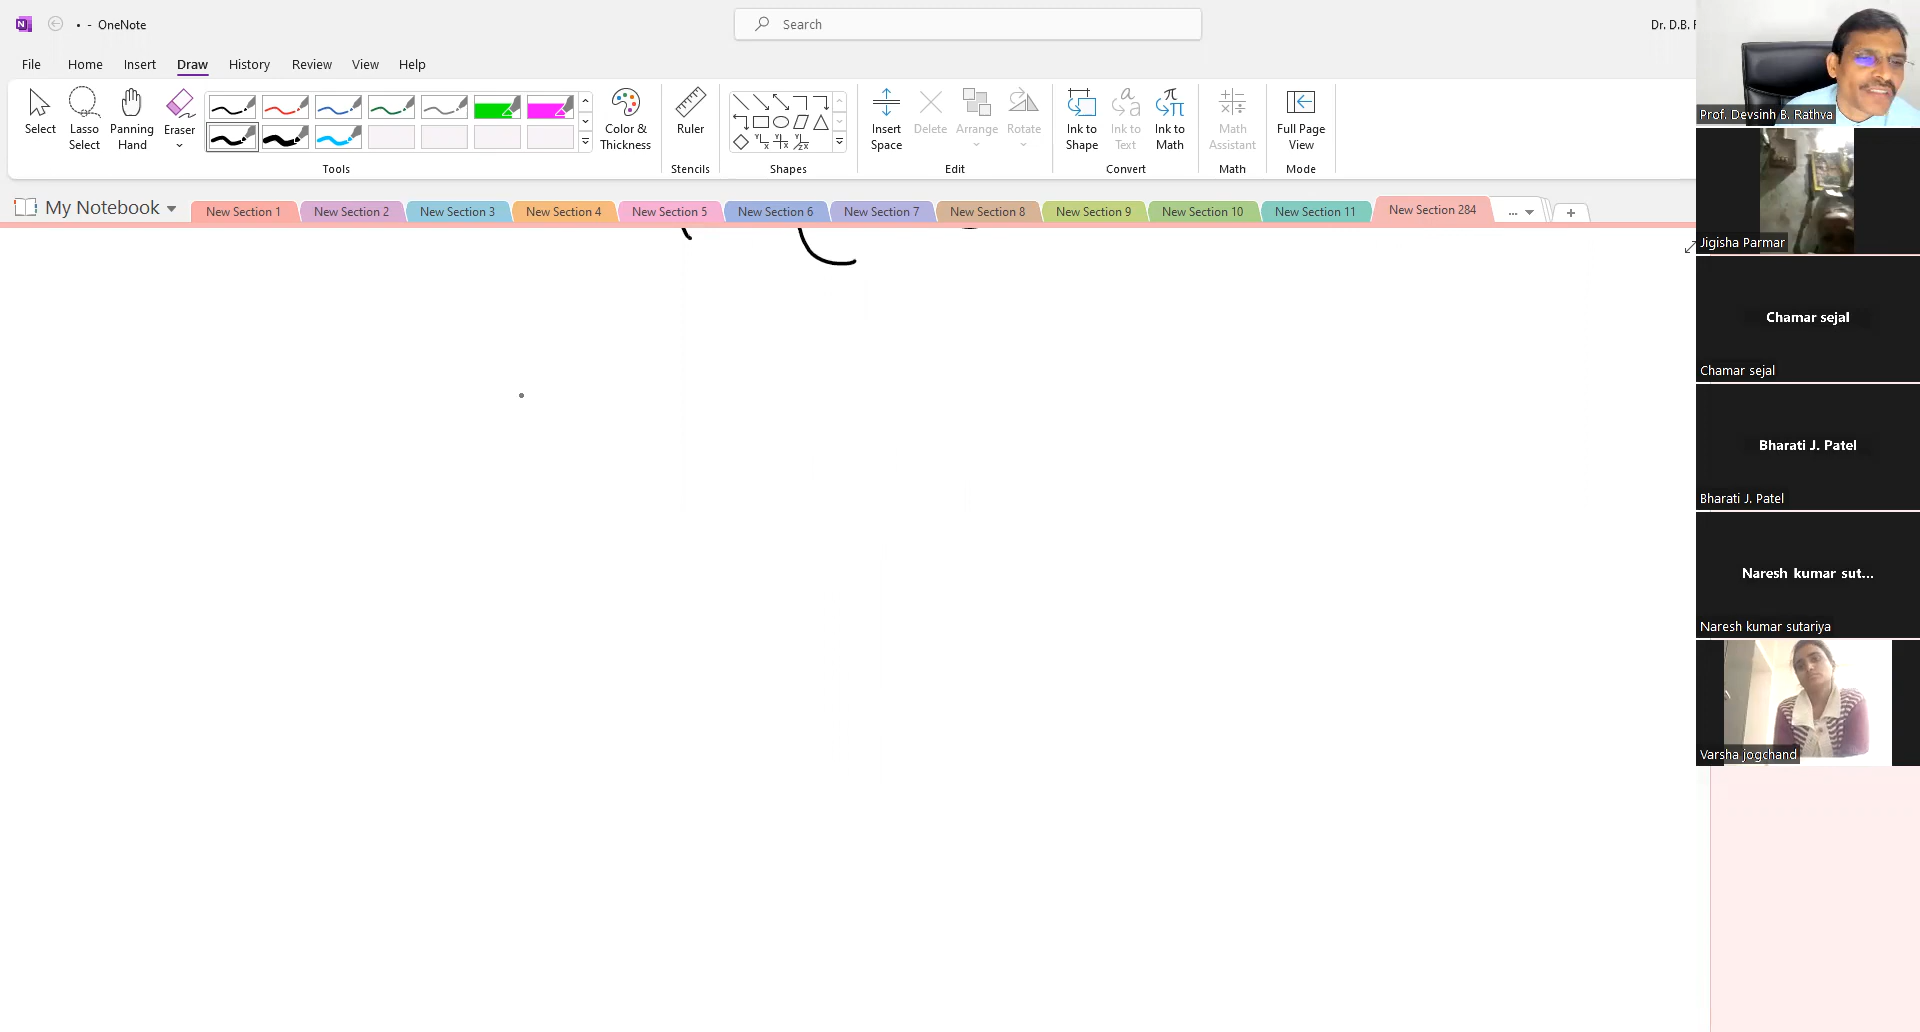 • - OneNote
Search
Dr. D.B.
File Home Insert Draw History Review View Help
Select
Lasso Select
Panning Hand
Eraser
Color & Thickness
Tools
Ruler
Stencils
Shapes
Insert Space
Delete
Arrange
Rotate
Edit
Ink to Shape
Ink to Text
Ink to Math
Convert
Math Assistant
Math
Full Page View
Mode
My Notebook
New Section 1
New Section 2
New Section 3
New Section 4
New Section 5
New Section 6
New Section 7
New Section 8
New Section 9
New Section 10
New Section 11
New Section 284
...
Prof. Devsinh B. Rathva
Jigisha Parmar
Chamar sejal
Chamar sejal
Bharati J. Patel
Bharati J. Patel
Naresh kumar sut...
Naresh kumar sutariya
Varsha jogchand